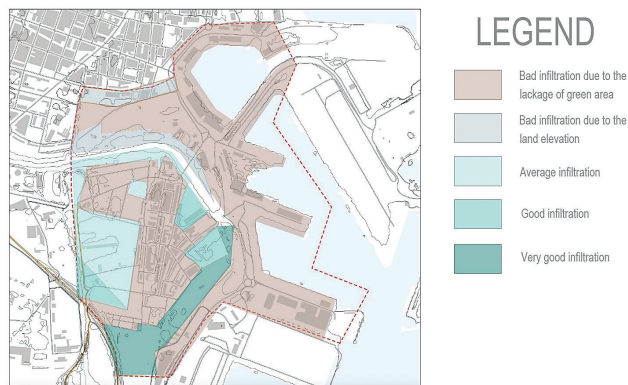 LEGEND
Bad infiltration due to the
lackage of green area
Bad infiltration due to the
land elevation
Average infiltration
Good infiltration
Very good infiltration